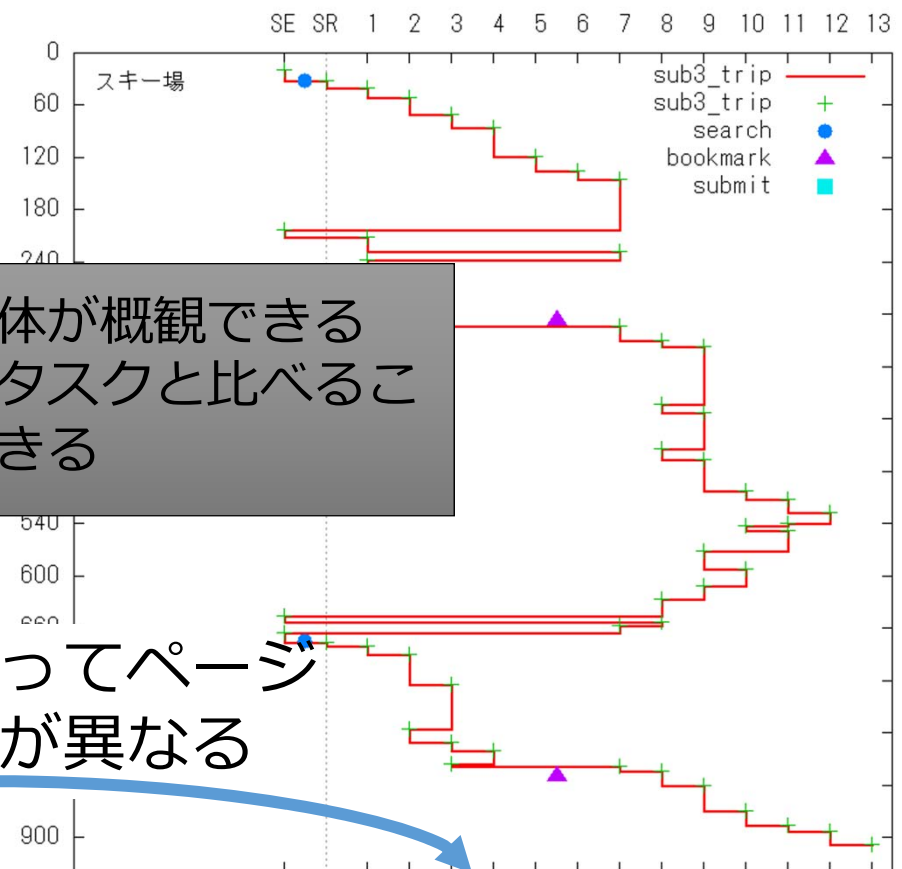 SE SR 1 2 3 4 5 6 7 8 9 10 11 12 13
0
スキー場
sub3_trip
60
sub3_trip
search
120
bookmark
submit
180
240
体が概観できる
タスクと比べるこ
きる
540
600
660
ってページ
が異なる
900